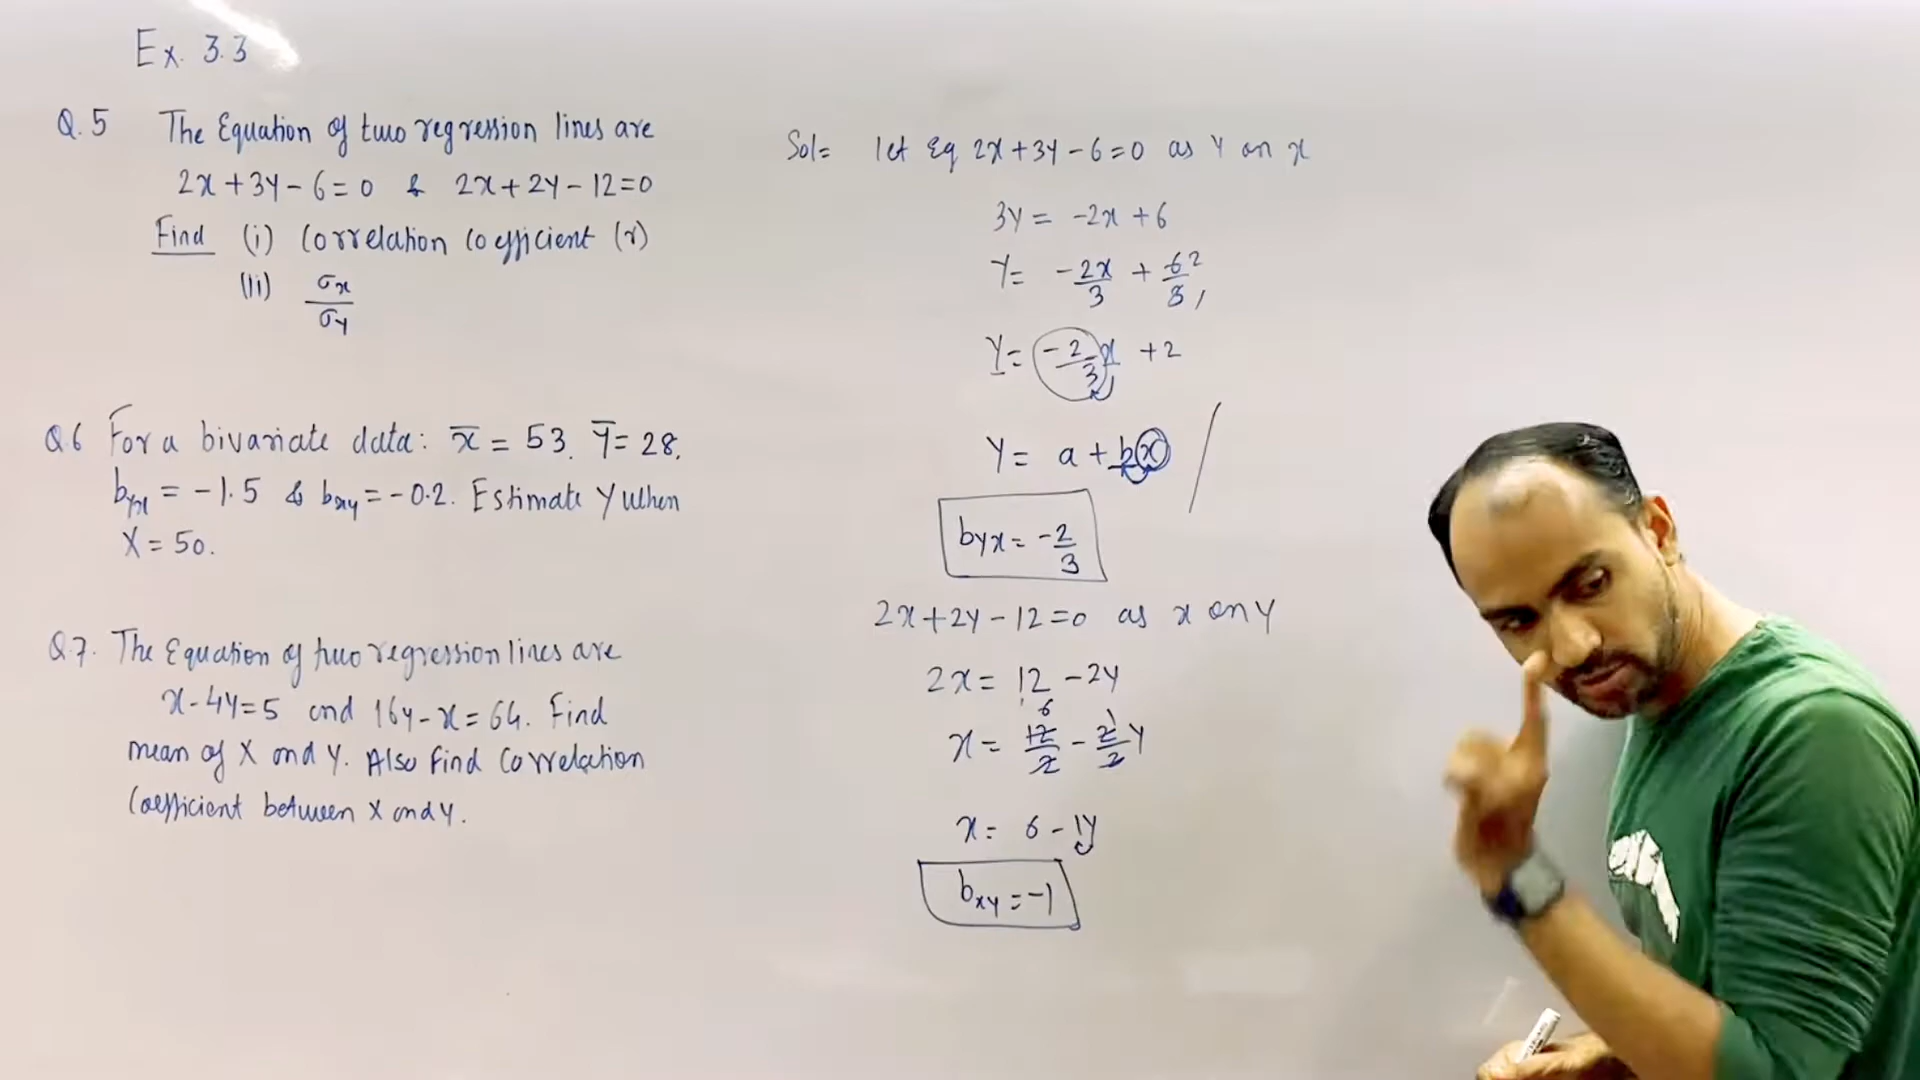 Ex. 3.3
Q.5 The Equation of two regression lines are
2x+3y-6=0 & 2x+2y-12=0
Find (i) Correlation coefficient (r)
(ii) σx/σy
Q.6 For a bivariate data: x̅ = 53. y̅ = 28.
byx = -1.5 & bxy = -0.2. Estimate Y when
X = 50.
Q.7. The Equation of two regression lines are
x-4y=5 and 16y-x=64. Find
mean of X and Y. Also find Correlation
Coefficient between X and Y.
Sol= let Eq 2x+3y-6=0 as Y on x
3y = -2x +6
Y= -2x/3 + 6/3 2 1
Y= -2/3 x +2
Y= a + bx
byx = -2/3
2x+2y-12=0 as x on y
2x = 12 -2y
x = 12/2 - 2/2 y 6 1
x= 6 - 1y
bxy = -1